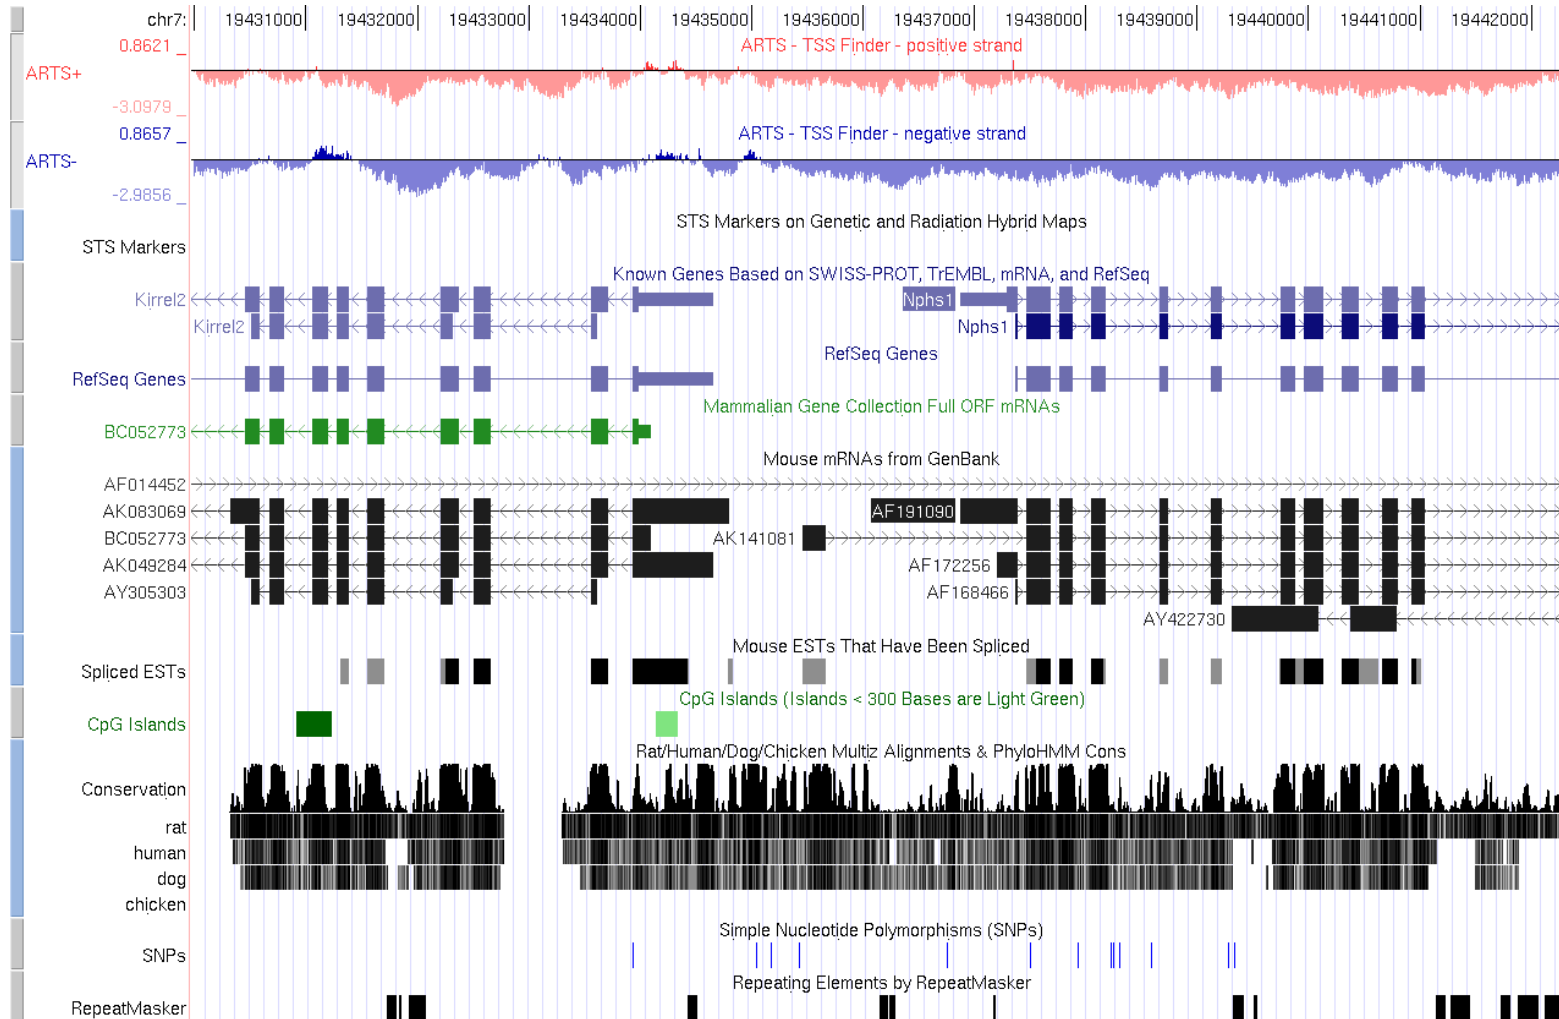 chr7: 19431000 19432000 19433000 19434000 19435000 19436000 19437000 19438000 19439000 19440000 19441000 19442000
0.8621 _ ARTS - TSS Finder - positive strand
ARTS+
-3.0979 _
0.8657 _ ARTS - TSS Finder - negative strand
ARTS-
-2.9856 _
STS Markers on Genetic and Radiation Hybrid Maps
STS Markers
Known Genes Based on SWISS-PROT, TrEMBL, mRNA, and RefSeq
Kirrel2 Nphs1
Kirrel2 Nphs1
RefSeq Genes
RefSeq Genes
Mammalian Gene Collection Full ORF mRNAs
BC052773
Mouse mRNAs from GenBank
AF014452
AK083069 AF191090
BC052773 AK141081
AK049284 AF172256
AY305303 AF168466
AY422730
Mouse ESTs That Have Been Spliced
Spliced ESTs
CpG Islands (Islands < 300 Bases are Light Green)
CpG Islands
Rat/Human/Dog/Chicken Multiz Alignments & PhyloHMM Cons
Conservation
rat
human
dog
chicken
Simple Nucleotide Polymorphisms (SNPs)
SNPs
Repeating Elements by RepeatMasker
RepeatMasker